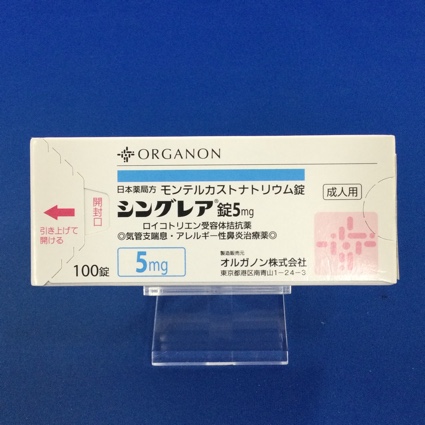 ORGANON
日本薬局方 モンテルカストナトリウム錠
シングレア®錠5mg
成人用
ロイコトリエン受容体拮抗薬
◎気管支喘息・アレルギー性鼻炎治療薬◎
開封口
引き上げて
開ける
100錠
5mg
製造販売元
オルガノン株式会社
東京都港区南青山1-24-3